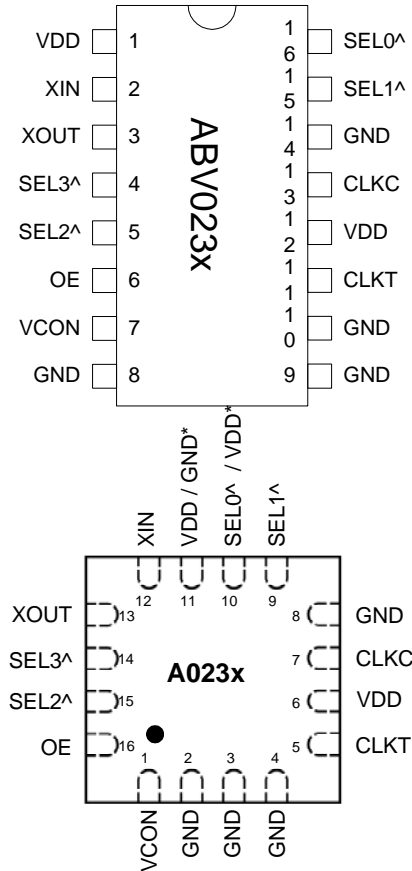 VDD 1 16 SEL0^
XIN 2 15 SEL1^
XOUT 3 14 GND
SEL3^ 4 13 CLKC
SEL2^ 5 12 VDD
OE 6 11 CLKT
VCON 7 10 GND
GND 8 9 GND
ABV023x
XIN
VDD / GND*
SEL0^ / VDD*
SEL1^
12 11 10 9
XOUT 13 8 GND
SEL3^ 14 7 CLKC
A023x
SEL2^ 15 6 VDD
OE 16 5 CLKT
1 2 3 4
VCON
GND
GND
GND